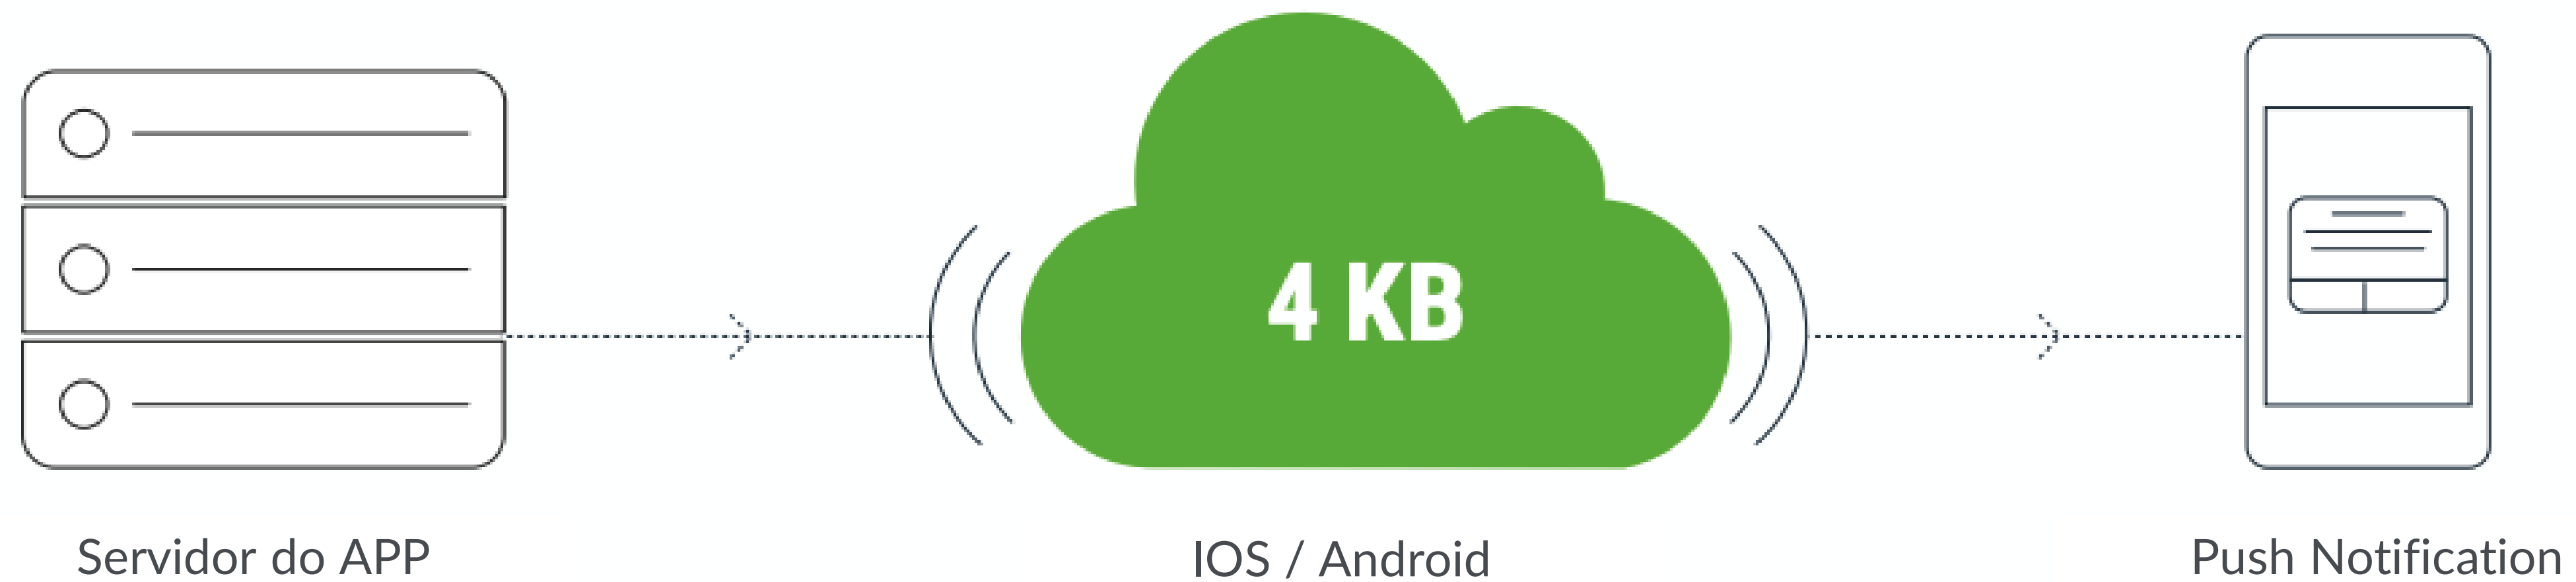 4 KB
Servidor do APP
IOS / Android
Push Notification